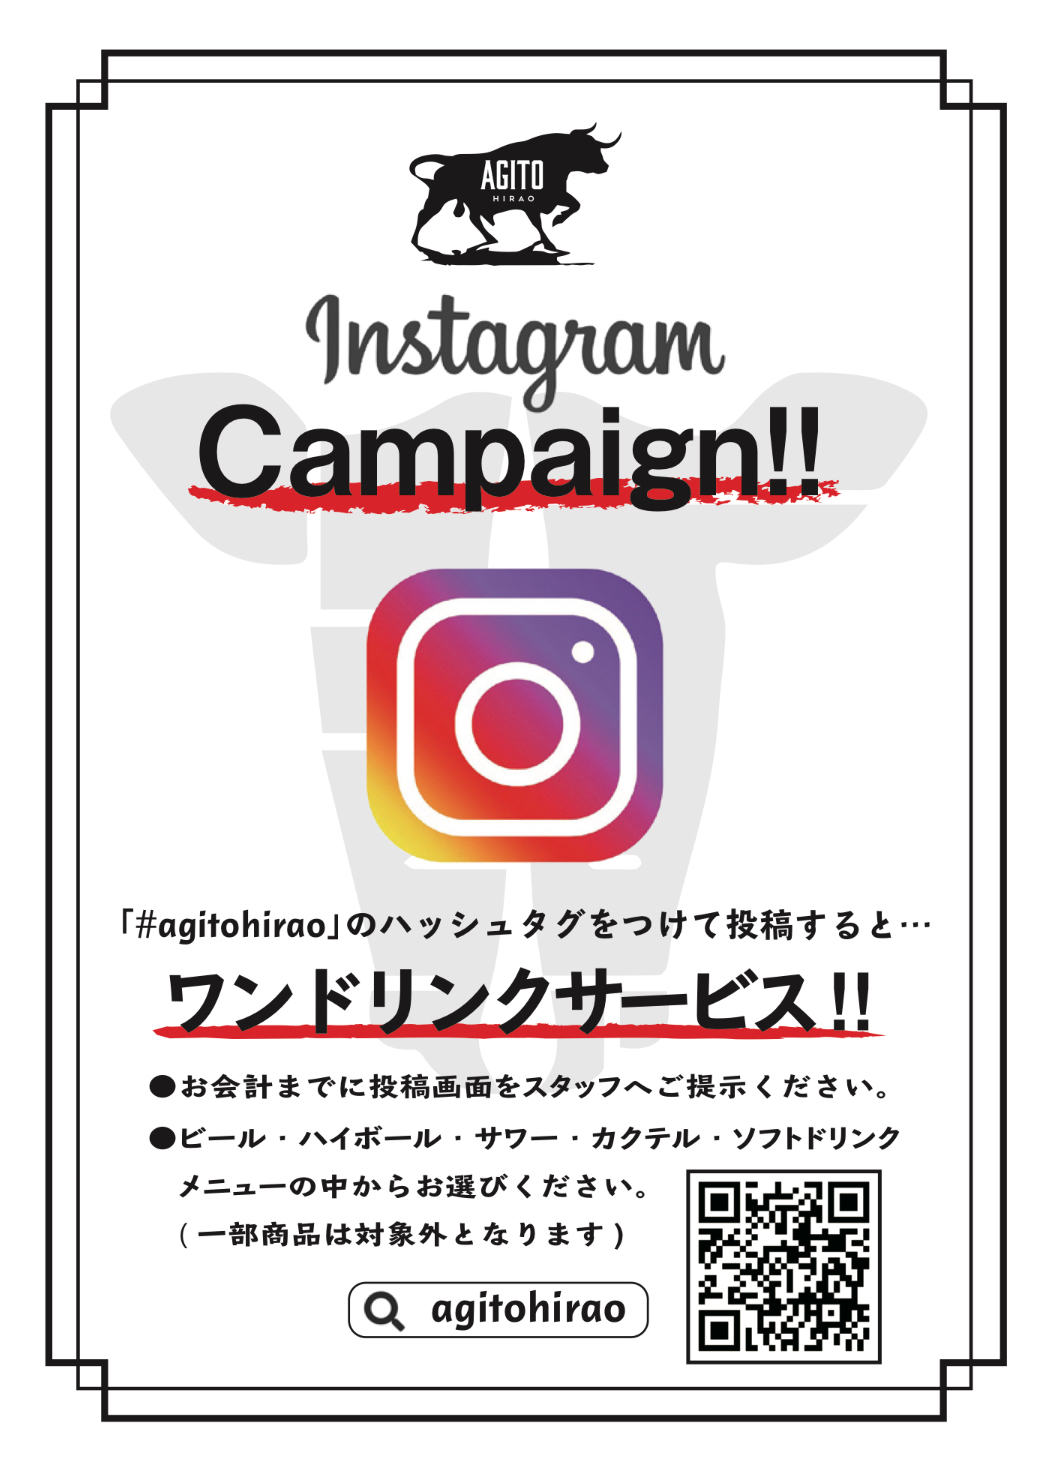 AGITO
HIRAO
Instagram
Campaign!!
「#agitohirao」のハッシュタグをつけて投稿すると…
ワンドリンクサービス!!
●お会計までに投稿画面をスタッフへご提示ください。
●ビール・ハイボール・サワー・カクテル・ソフトドリンク
メニューの中からお選びください。
(一部商品は対象外となります)
agitohirao